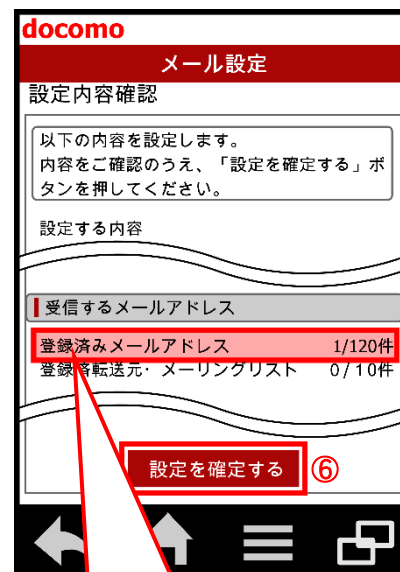 docomo
メール設定
設定内容確認
以下の内容を設定します。
内容をご確認のうえ、「設定を確定する」ボ
タンを押してください。
設定する内容
受信するメールアドレス
登録済みメールアドレス 1/120件
登録済転送元・メーリングリスト 0/10件
設定を確定する ⑥